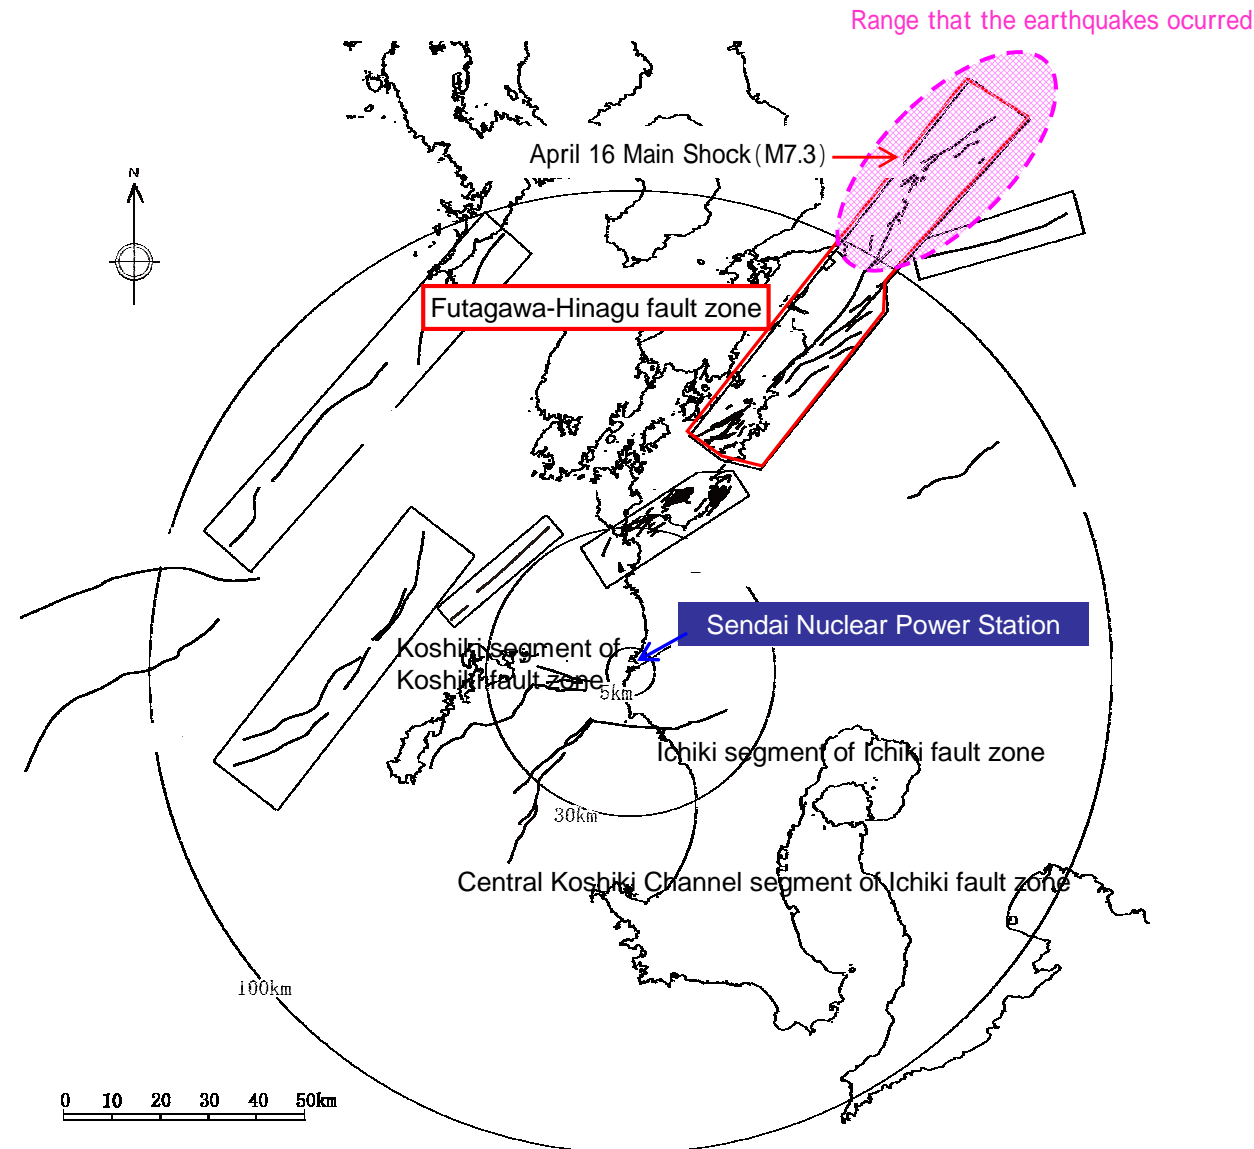 Range that the earthquakes ocurred
April 16 Main Shock(M7.3)
N
Futagawa-Hinagu fault zone
Sendai Nuclear Power Station
Koshiki segment of
Koshiki fault zone
5km
Ichiki segment of Ichiki fault zone
30km
Central Koshiki Channel segment of Ichiki fault zone
100km
0 10 20 30 40 50km